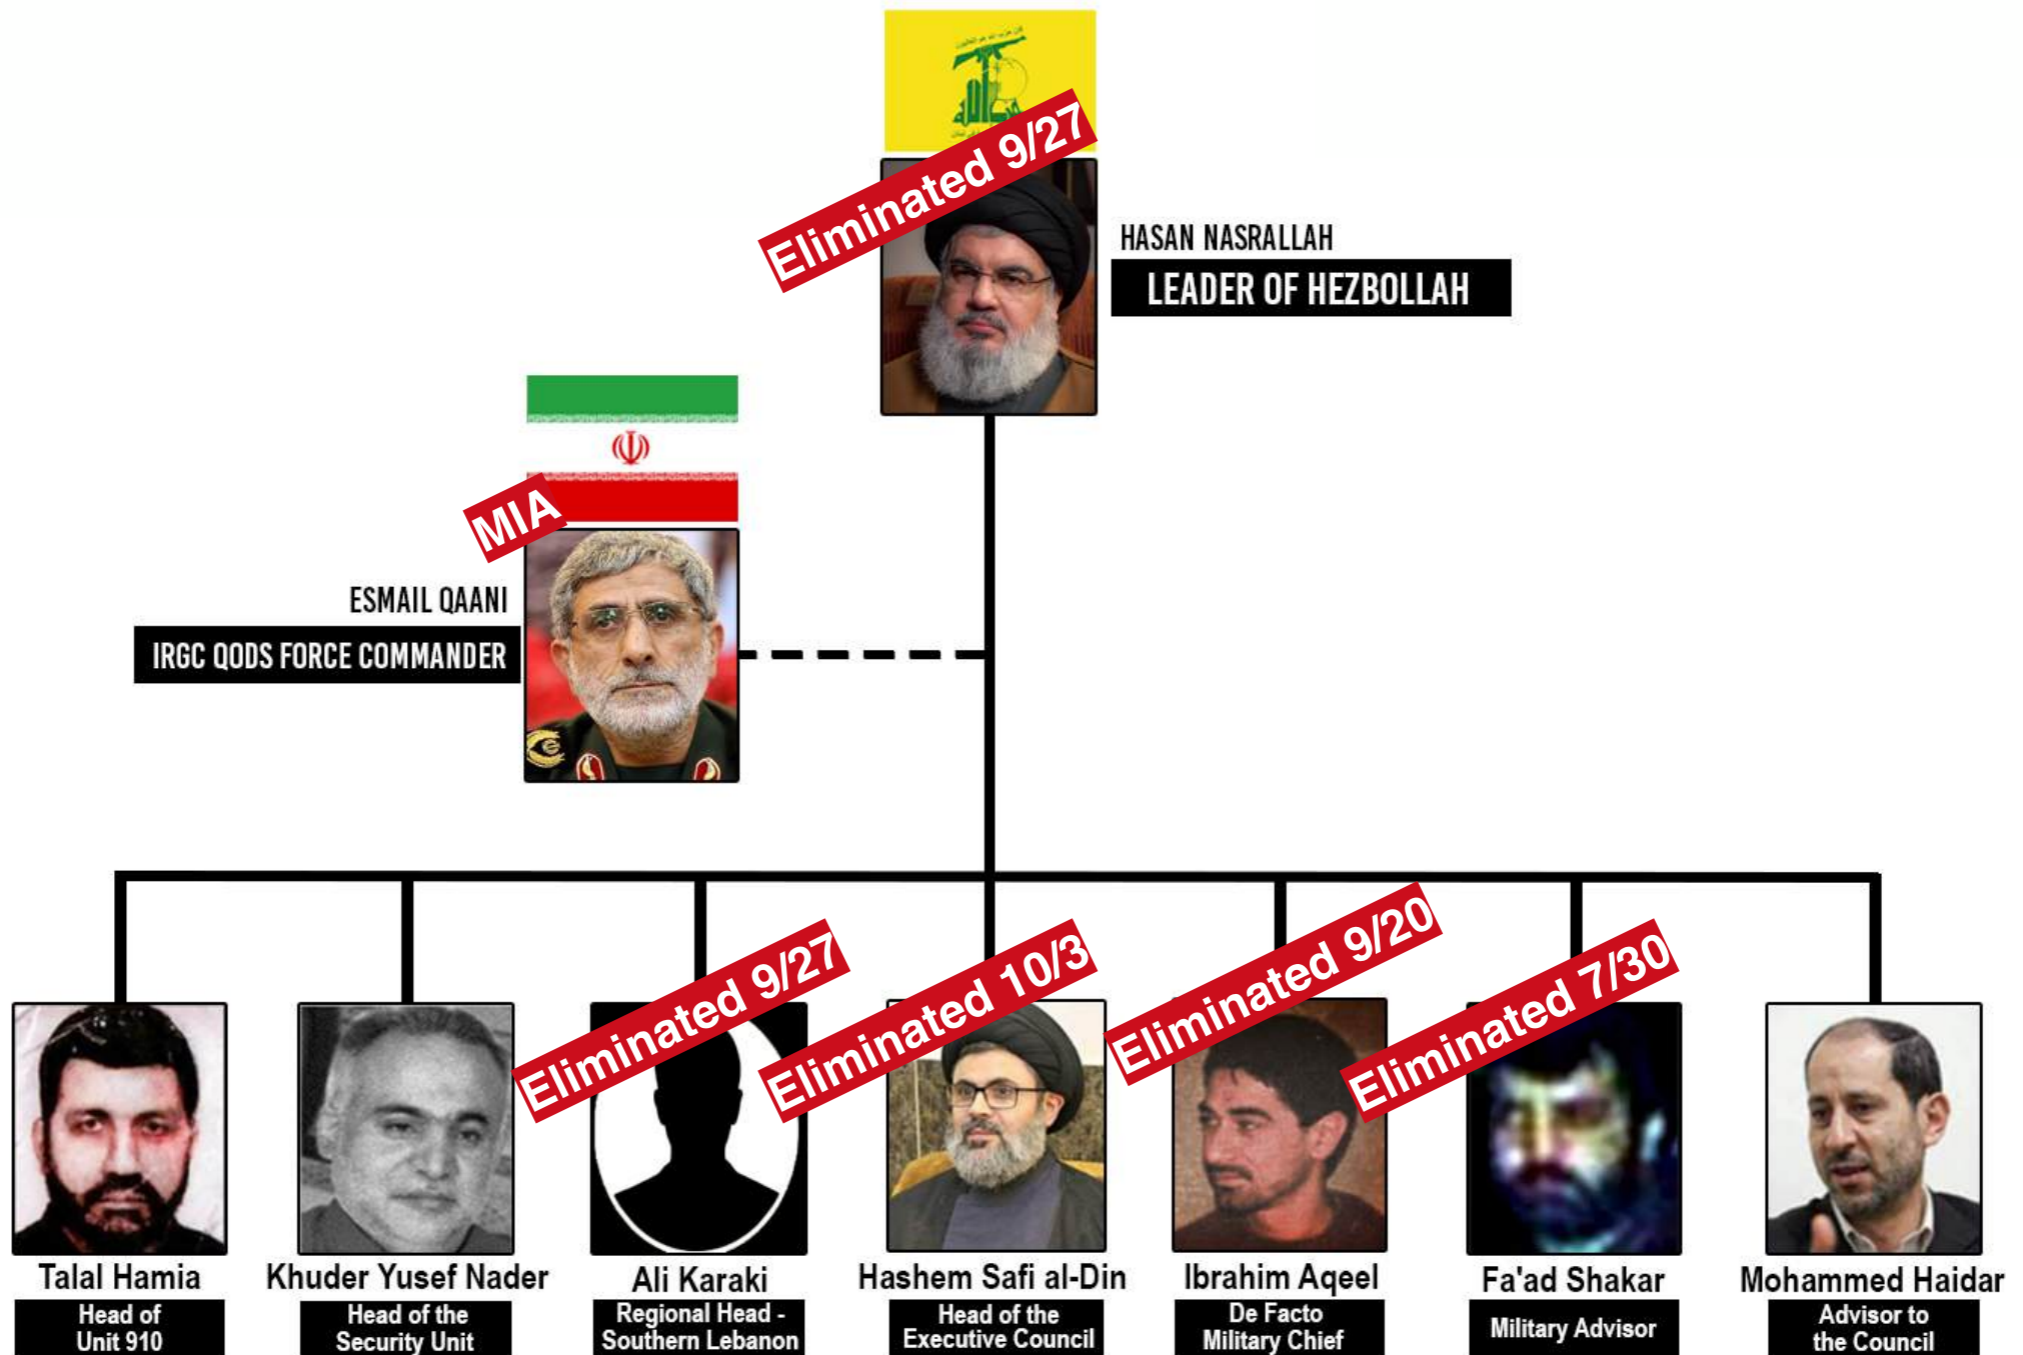 Eliminated 9/27
HASAN NASRALLAH
LEADER OF HEZBOLLAH
MIA
ESMAIL QAANI
IRGC QODS FORCE COMMANDER
Eliminated 9/27
Eliminated 10/3
Eliminated 9/20
Eliminated 7/30
Talal Hamia
Head of
Unit 910
Khuder Yusef Nader
Head of the
Security Unit
Ali Karaki
Regional Head -
Southern Lebanon
Hashem Safi al-Din
Head of the
Executive Council
Ibrahim Aqeel
De Facto
Military Chief
Fa'ad Shakar
Military Advisor
Mohammed Haidar
Advisor to
the Council